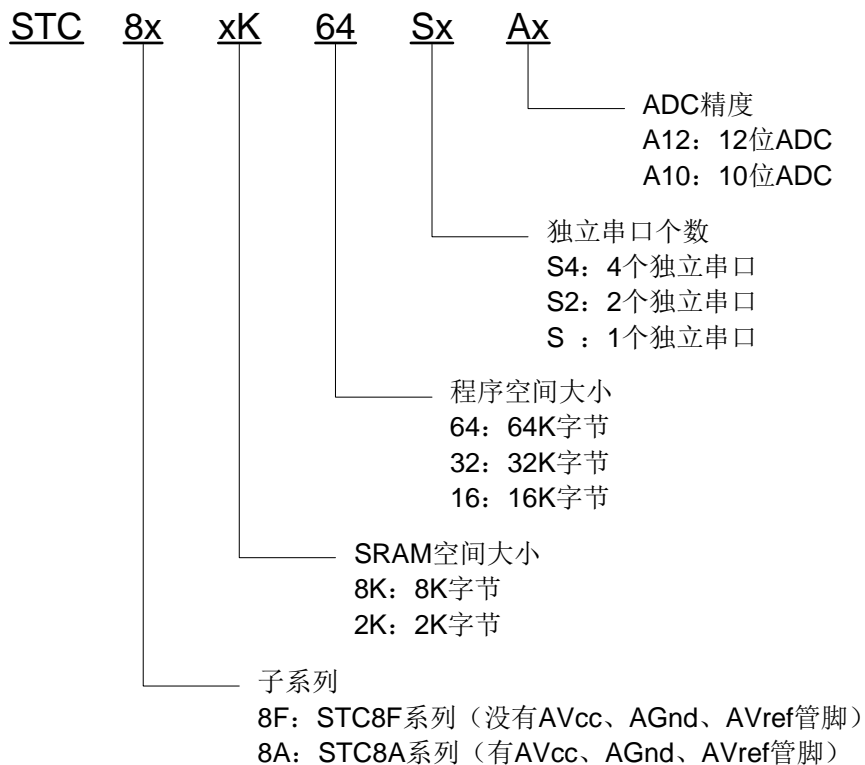 STC 8x xK 64 Sx Ax
ADC精度
A12：12位ADC
A10：10位ADC
独立串口个数
S4：4个独立串口
S2：2个独立串口
S ：1个独立串口
程序空间大小
64：64K字节
32：32K字节
16：16K字节
SRAM空间大小
8K：8K字节
2K：2K字节
子系列
8F：STC8F系列（没有AVcc、AGnd、AVref管脚）
8A：STC8A系列（有AVcc、AGnd、AVref管脚）